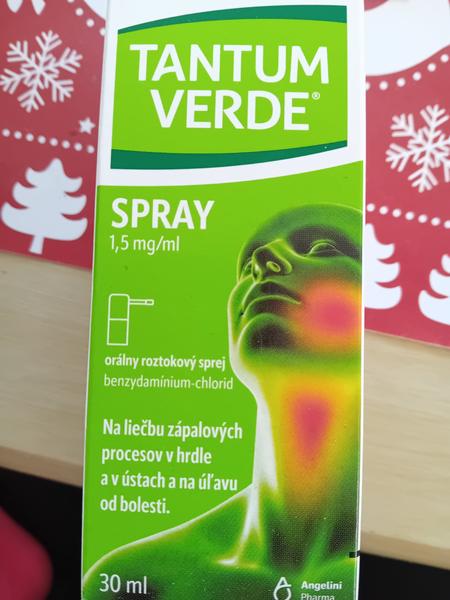 TANTUM
VERDE®
SPRAY
1,5 mg/ml
orálny roztokový sprej
benzydamínium-chlorid
Na liečbu zápalových
procesov v hrdle
a v ústach a na úľavu
od bolesti.
30 ml
Angelini
Pharma